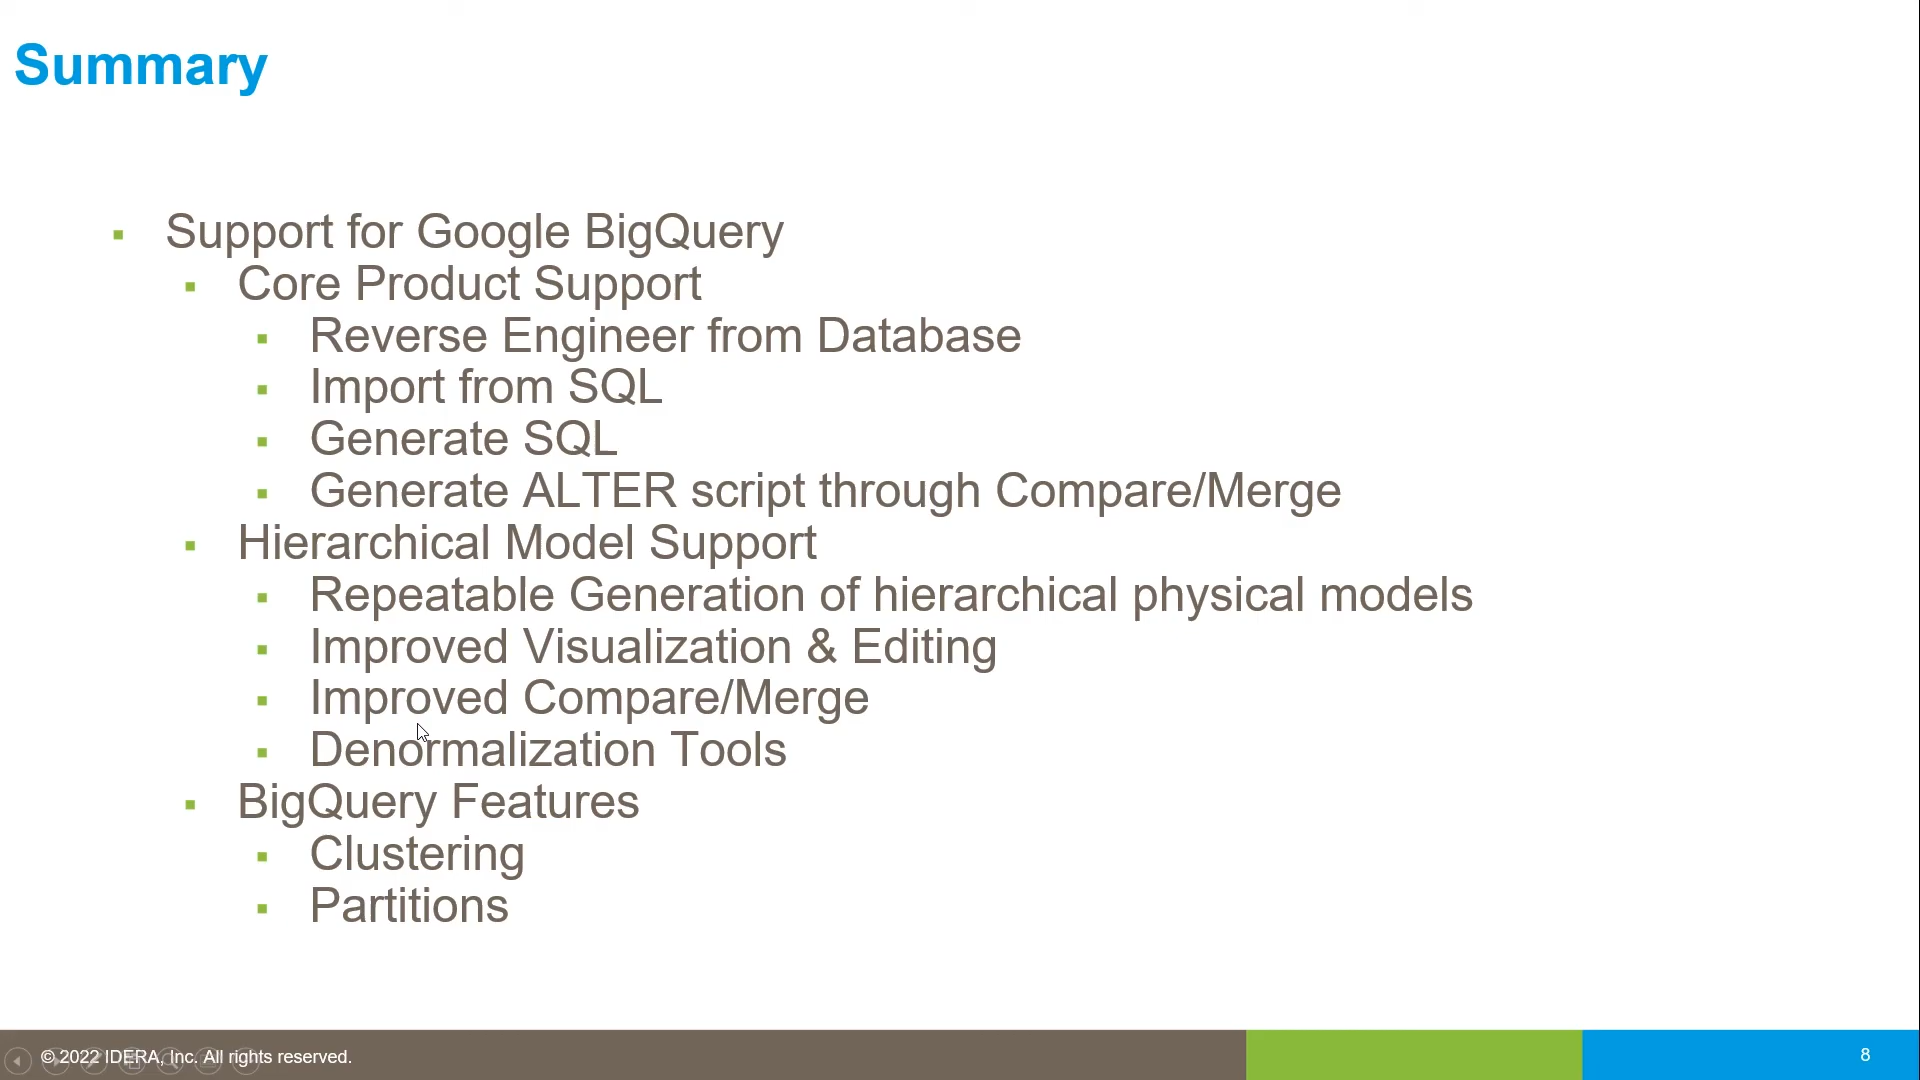 Summary
Support for Google BigQuery
Core Product Support
Reverse Engineer from Database
Import from SQL
Generate SQL
Generate ALTER script through Compare/Merge
Hierarchical Model Support
Repeatable Generation of hierarchical physical models
Improved Visualization & Editing
Improved Compare/Merge
Denormalization Tools
BigQuery Features
Clustering
Partitions
© 2022 IDERA, Inc. All rights reserved.
8